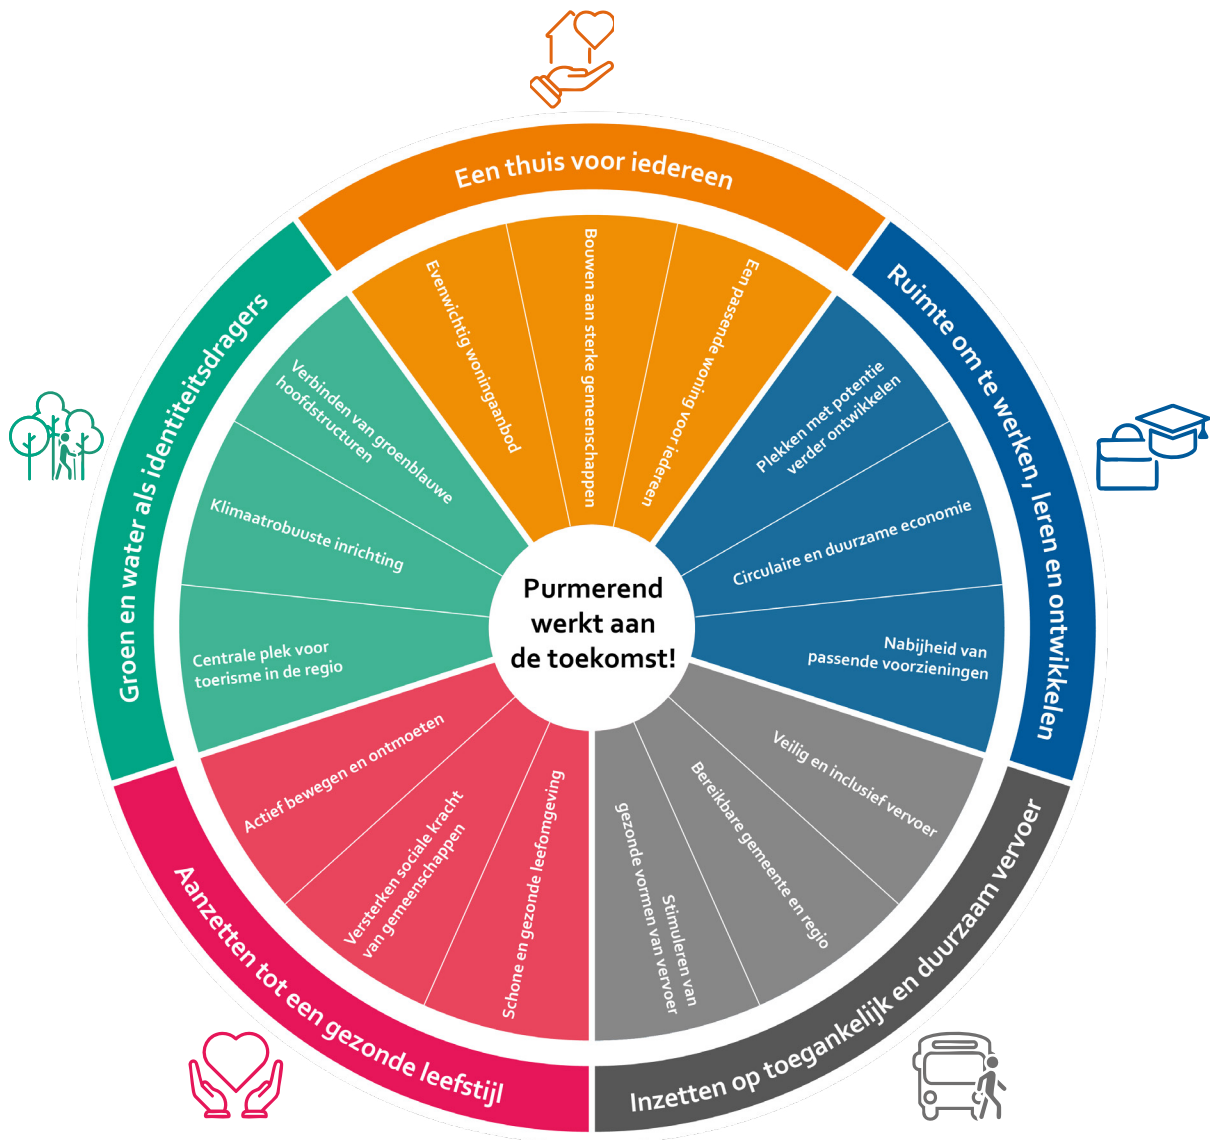 Een thuis voor iedereen
Evenwichtig woningaanbod
Bouwen aan sterke gemeenschappen
Een passende woning voor iedereen
Ruimte om te werken, leren en ontwikkelen
Plekken met potentie
verder ontwikkelen
Circulaire en duurzame economie
Nabijheid van
passende voorzieningen
Inzetten op toegankelijk en duurzaam vervoer
Veilig en inclusief vervoer
Bereikbare gemeente en regio
Stimuleren van
gezonde vormen van vervoer
Aanzetten tot een gezonde leefstijl
Schone en gezonde leefomgeving
Versterken sociale kracht
van gemeenschappen
Actief bewegen en ontmoeten
Groen en water als identiteitsdragers
Centrale plek voor
toerisme in de regio
Klimaatrobuuste inrichting
Verbinden van groenblauwe
hoofdstructuren
Purmerend
werkt aan
de toekomst!